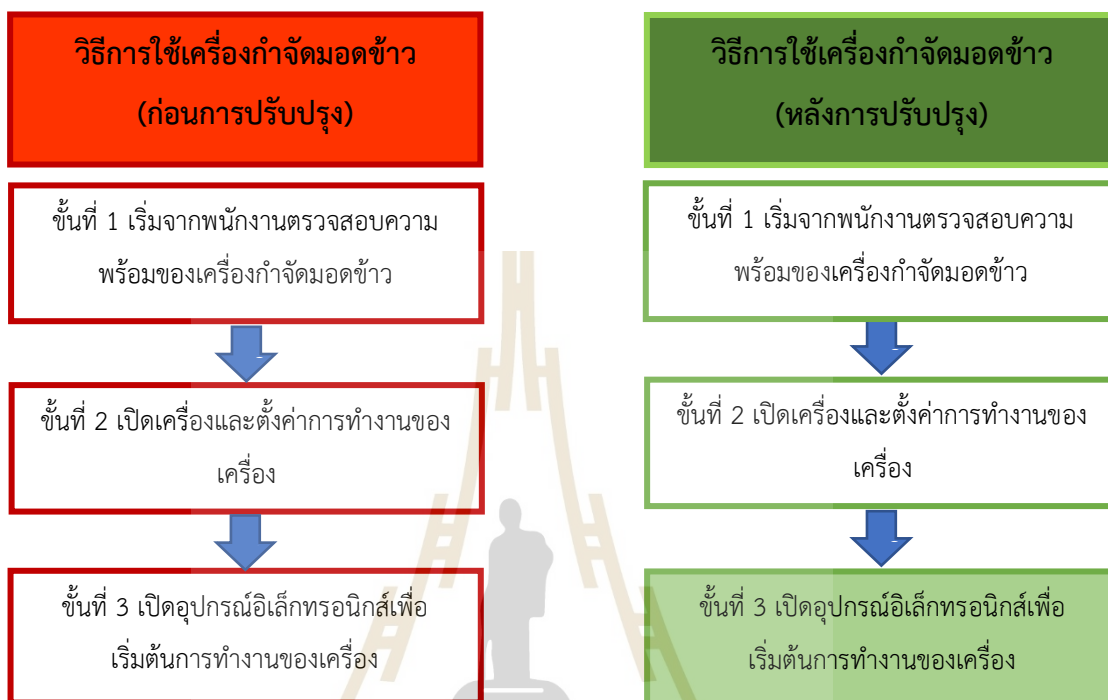 วิธีการใช้เครื่องกำจัดมอดข้าว
(ก่อนการปรับปรุง)
ขั้นที่ 1 เริ่มจากพนักงานตรวจสอบความ
พร้อมของเครื่องกำจัดมอดข้าว
ขั้นที่ 2 เปิดเครื่องและตั้งค่าการทำงานของ
เครื่อง
ขั้นที่ 3 เปิดอุปกรณ์อิเล็กทรอนิกส์เพื่อ
เริ่มต้นการทำงานของเครื่อง
วิธีการใช้เครื่องกำจัดมอดข้าว
(หลังการปรับปรุง)
ขั้นที่ 1 เริ่มจากพนักงานตรวจสอบความ
พร้อมของเครื่องกำจัดมอดข้าว
ขั้นที่ 2 เปิดเครื่องและตั้งค่าการทำงานของ
เครื่อง
ขั้นที่ 3 เปิดอุปกรณ์อิเล็กทรอนิกส์เพื่อ
เริ่มต้นการทำงานของเครื่อง